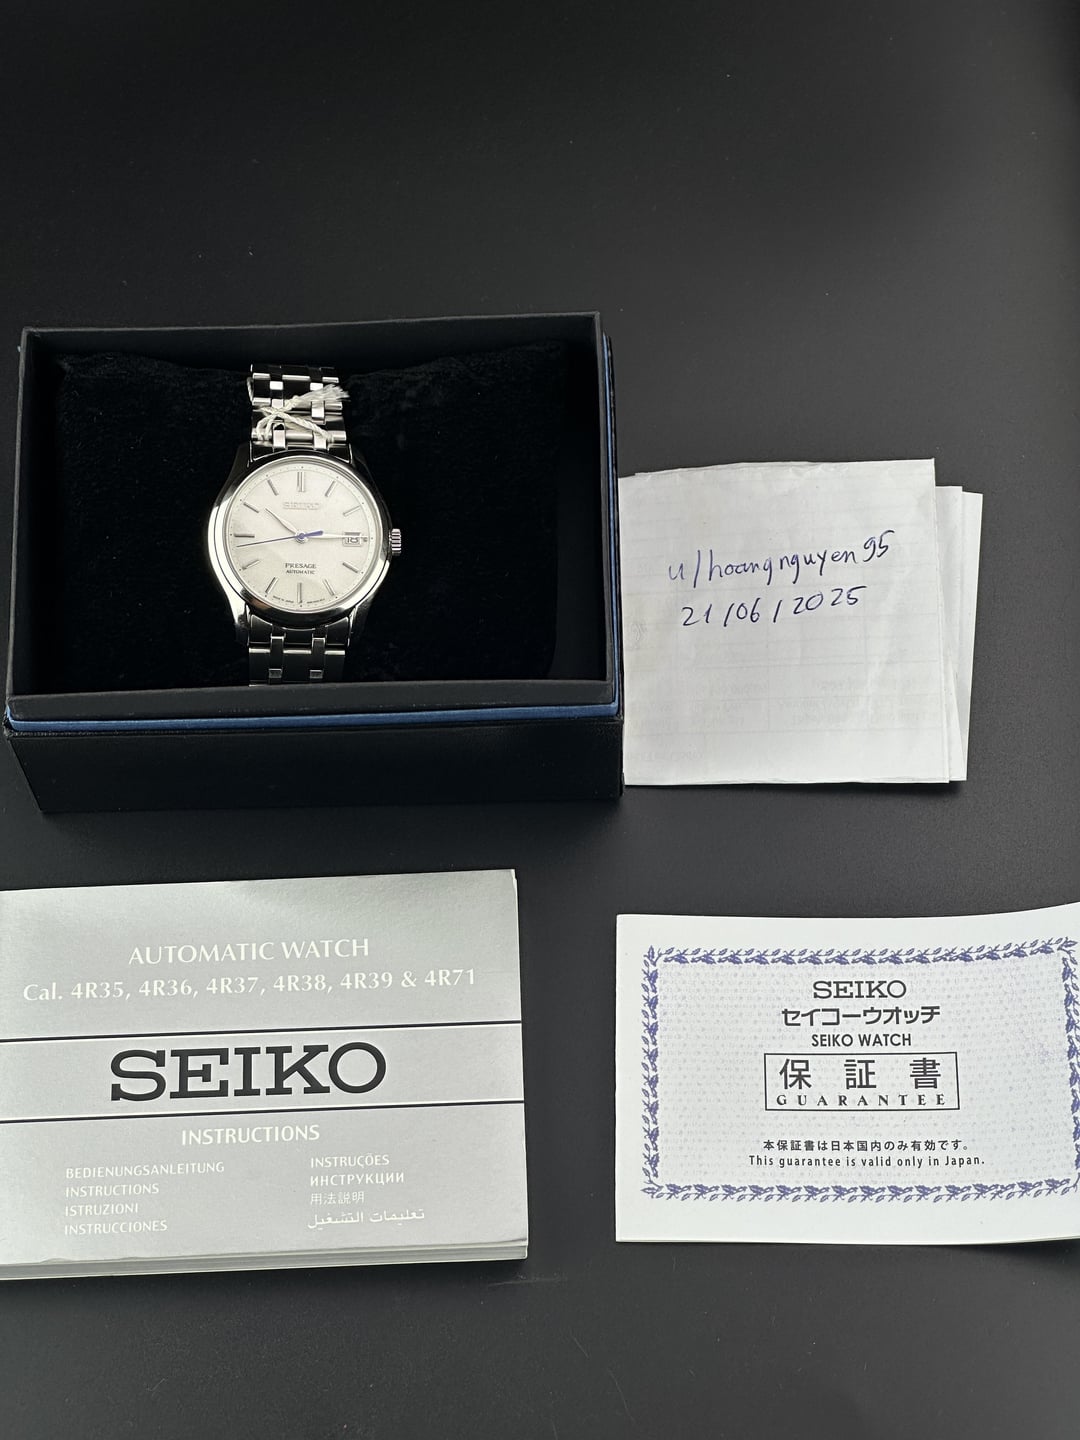 SEIKO
PRESAGE
AUTOMATIC
u/hoangnguyen95
21/06/2025
AUTOMATIC WATCH
Cal. 4R35, 4R36, 4R37, 4R38, 4R39 & 4R71
SEIKO
INSTRUCTIONS
BEDIENUNGSANLEITUNG
INSTRUCTIONS
ISTRUZIONI
INSTRUCCIONES
INSTRUÇÕES
ИНСТРУКЦИИ
用法説明
تعليمات التشغيل
SEIKO
セイコーウオッチ
SEIKO WATCH
保証書
GUARANTEE
本保証書は日本国内のみ有効です。
This guarantee is valid only in Japan.